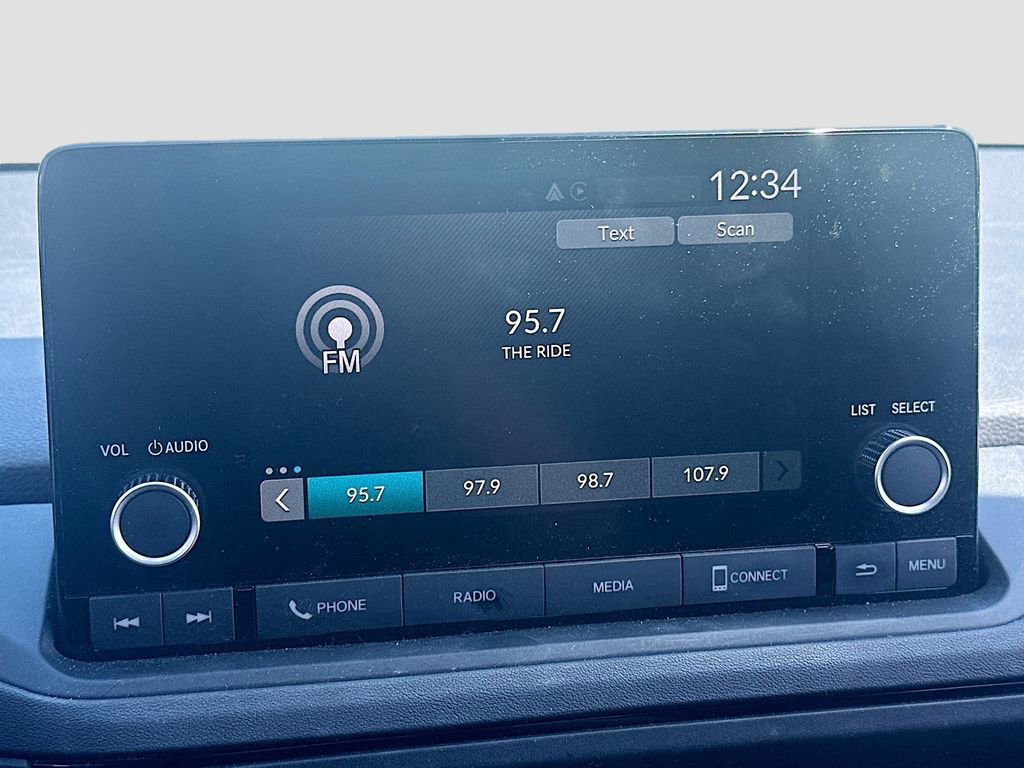 12:34
Text Scan
FM
95.7
THE RIDE
LIST SELECT
VOL AUDIO
95.7 97.9 98.7 107.9
PHONE RADIO MEDIA CONNECT MENU